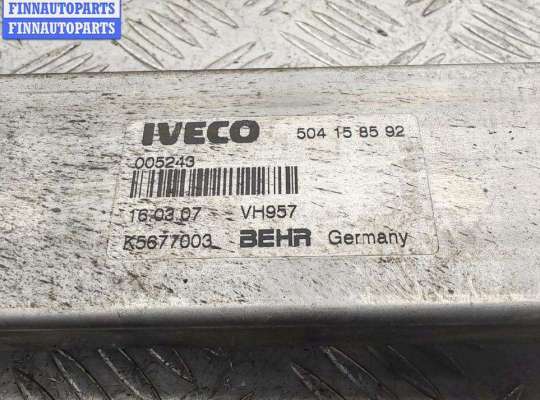 FINNAUTOPARTS
FINNAUTOPARTS
IVECO 504 15 85 92
005243
16.03.07 VH957
K5677003 BEHR Germany